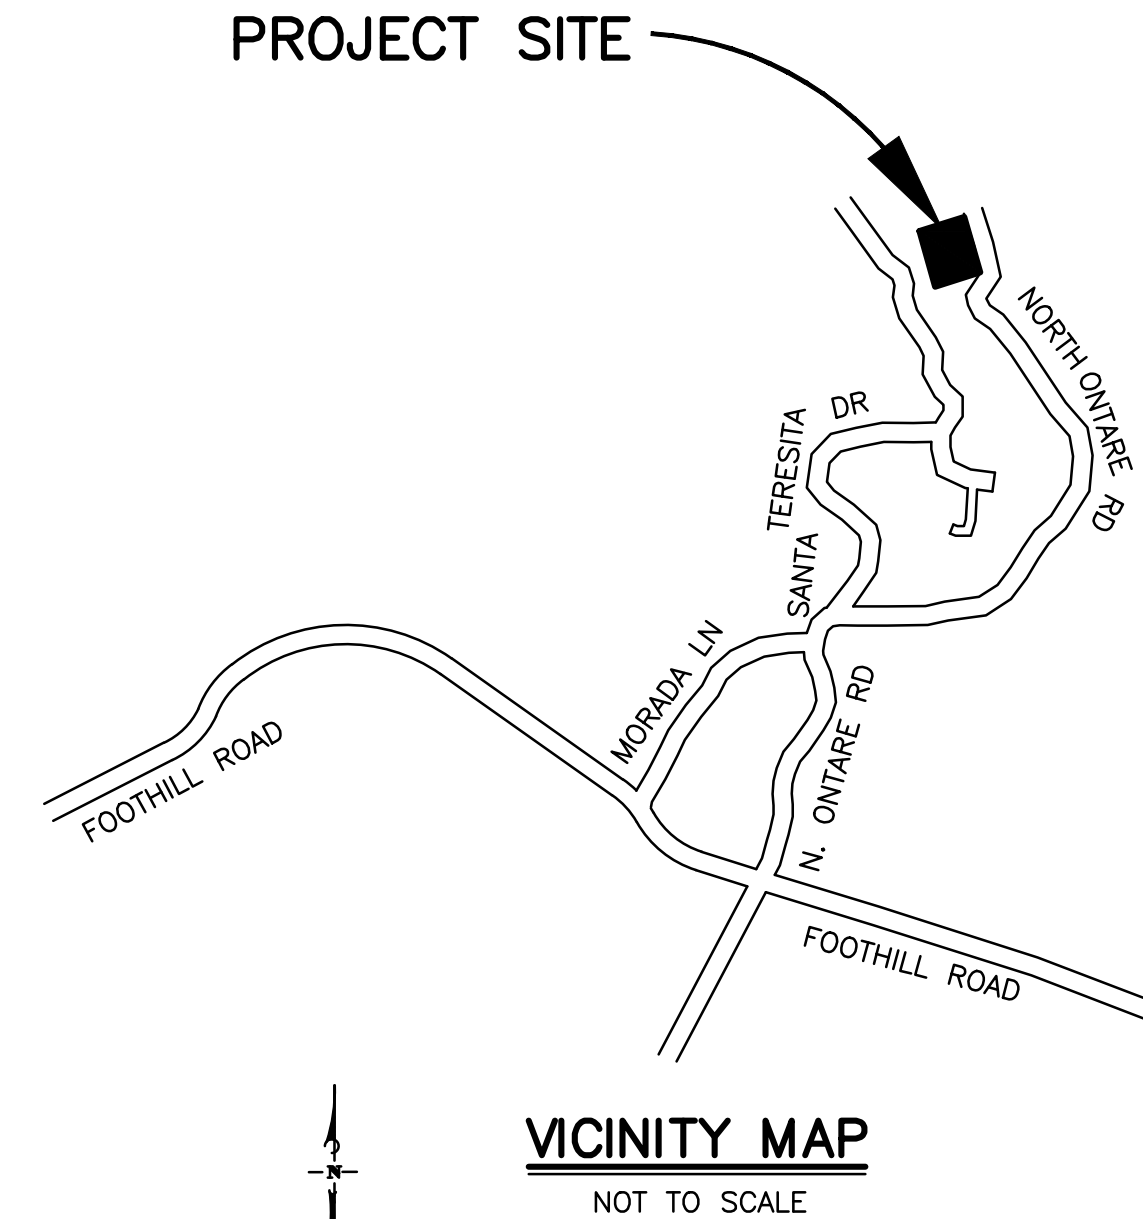 PROJECT SITE
NORTH ONTARE RD
SANTA TERESITA DR
MORADA LN
N. ONTARE RD
FOOTHILL ROAD
FOOTHILL ROAD
N
VICINITY MAP
NOT TO SCALE